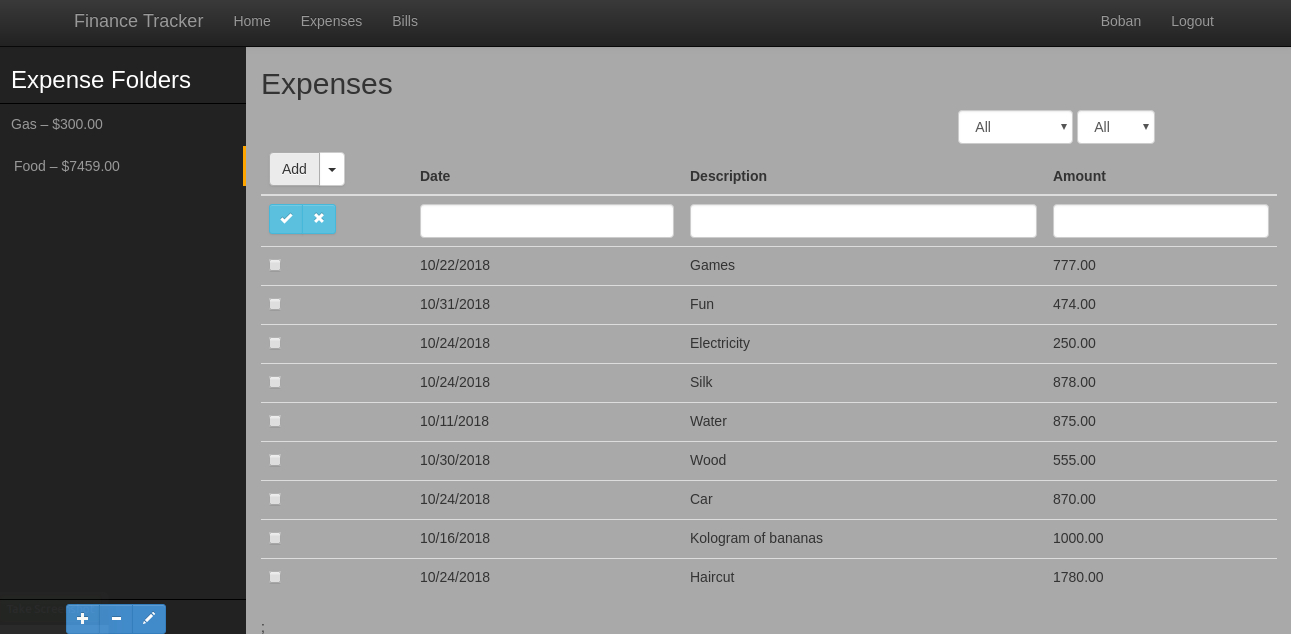 Finance Tracker Home Expenses Bills Boban Logout
Expense Folders
Gas – $300.00
Food – $7459.00
Expenses
All All
Add Date Description Amount
10/22/2018 Games 777.00
10/31/2018 Fun 474.00
10/24/2018 Electricity 250.00
10/24/2018 Silk 878.00
10/11/2018 Water 875.00
10/30/2018 Wood 555.00
10/24/2018 Car 870.00
10/16/2018 Kologram of bananas 1000.00
10/24/2018 Haircut 1780.00
;